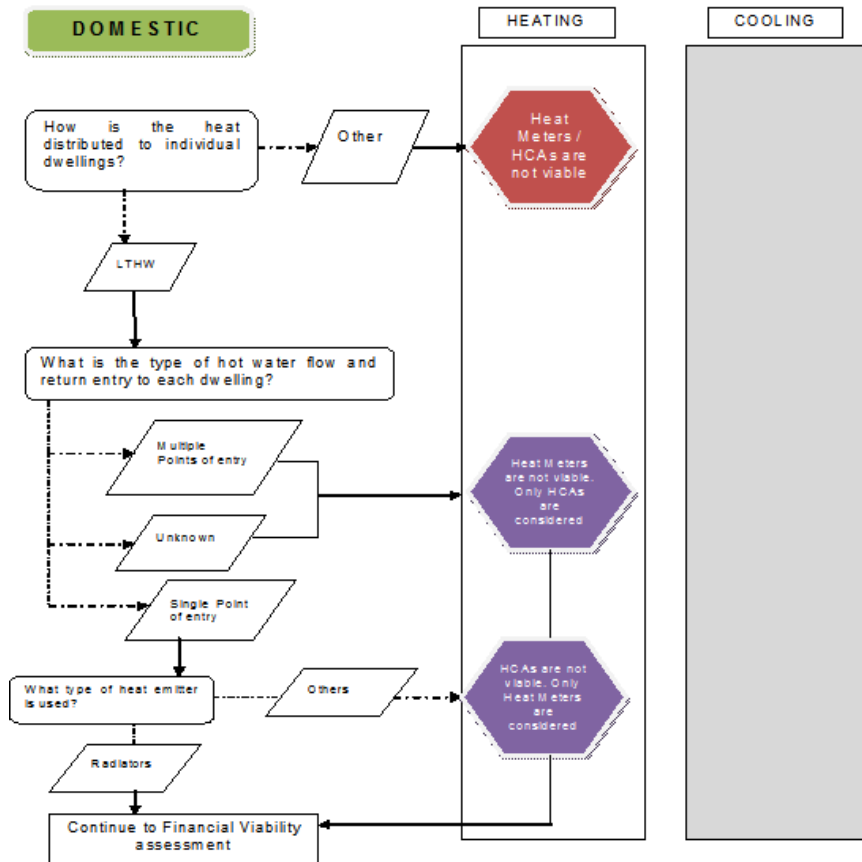 DOMESTIC
HEATING
COOLING
How is the heat
distributed to individual
dwellings?
Other
Heat
Meters /
HCAs are
not viable
LTHW
What is the type of hot water flow and
return entry to each dwelling?
Multiple
Points of entry
Heat Meters
are not viable.
Only HCAs
are
considered
Unknown
Single Point
of entry
What type of heat emitter
is used?
Others
HCAs are not
viable. Only
Heat Meters
are
considered
Radiators
Continue to Financial Viability
assessment